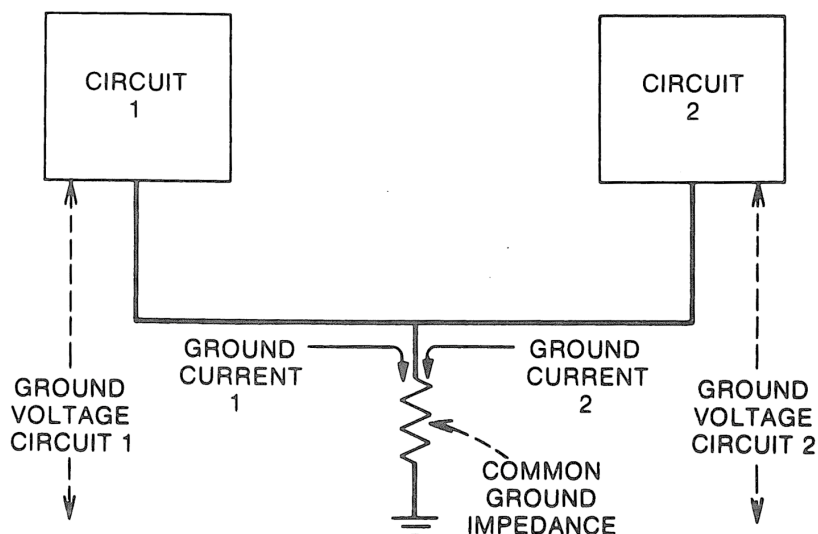 CIRCUIT
1
CIRCUIT
2
GROUND
CURRENT
1
GROUND
CURRENT
2
GROUND
VOLTAGE
CIRCUIT 1
GROUND
VOLTAGE
CIRCUIT 2
COMMON
GROUND
IMPEDANCE